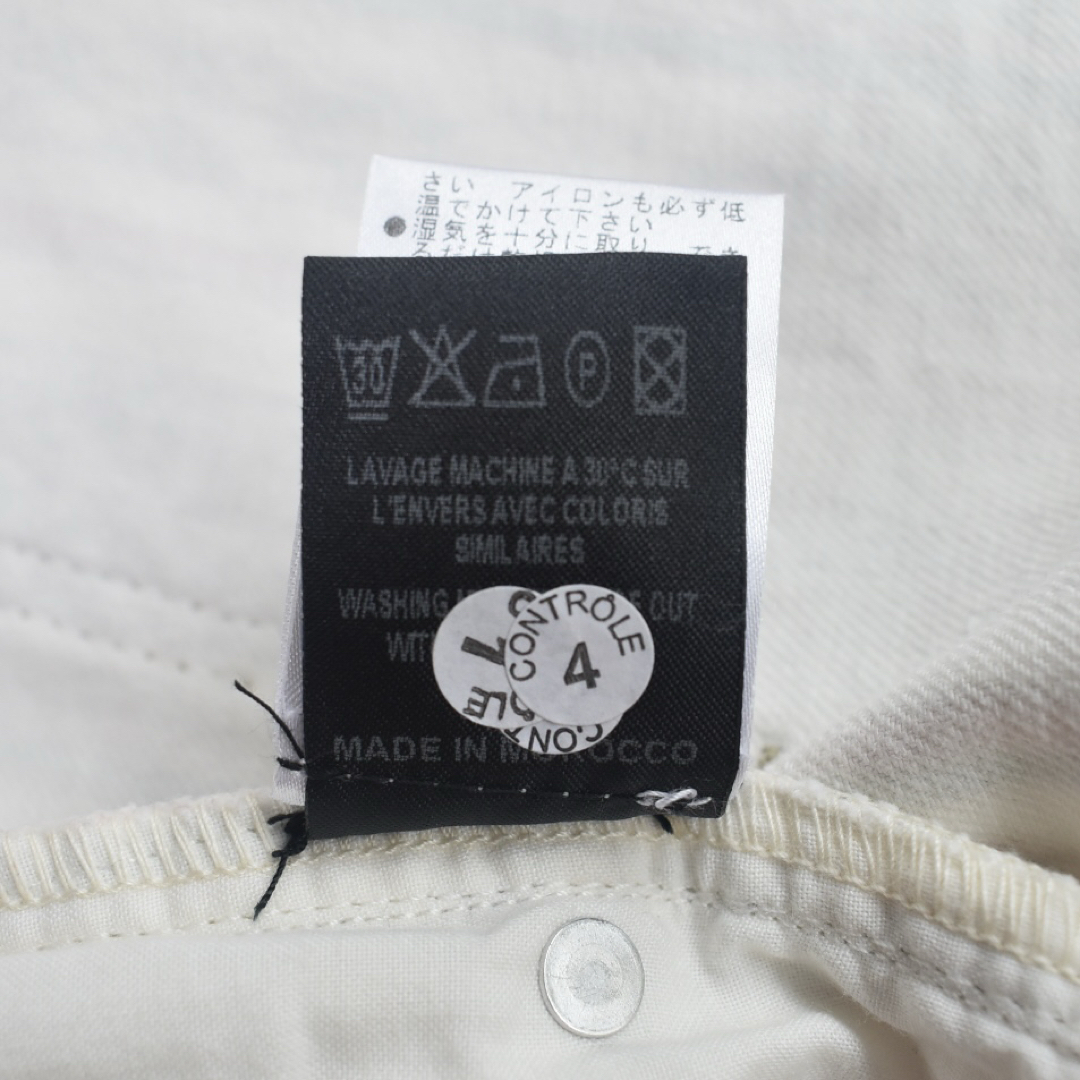 さい アイロンも必ず低
温でかけて下さい
●湿気を十分に取り
30
P
LAVAGE MACHINE A 30°C SUR
L'ENVERS AVEC COLORIS
SIMILAIRES
WASHING OUT
CONTRÔLE
4
7
MADE IN MOROCCO